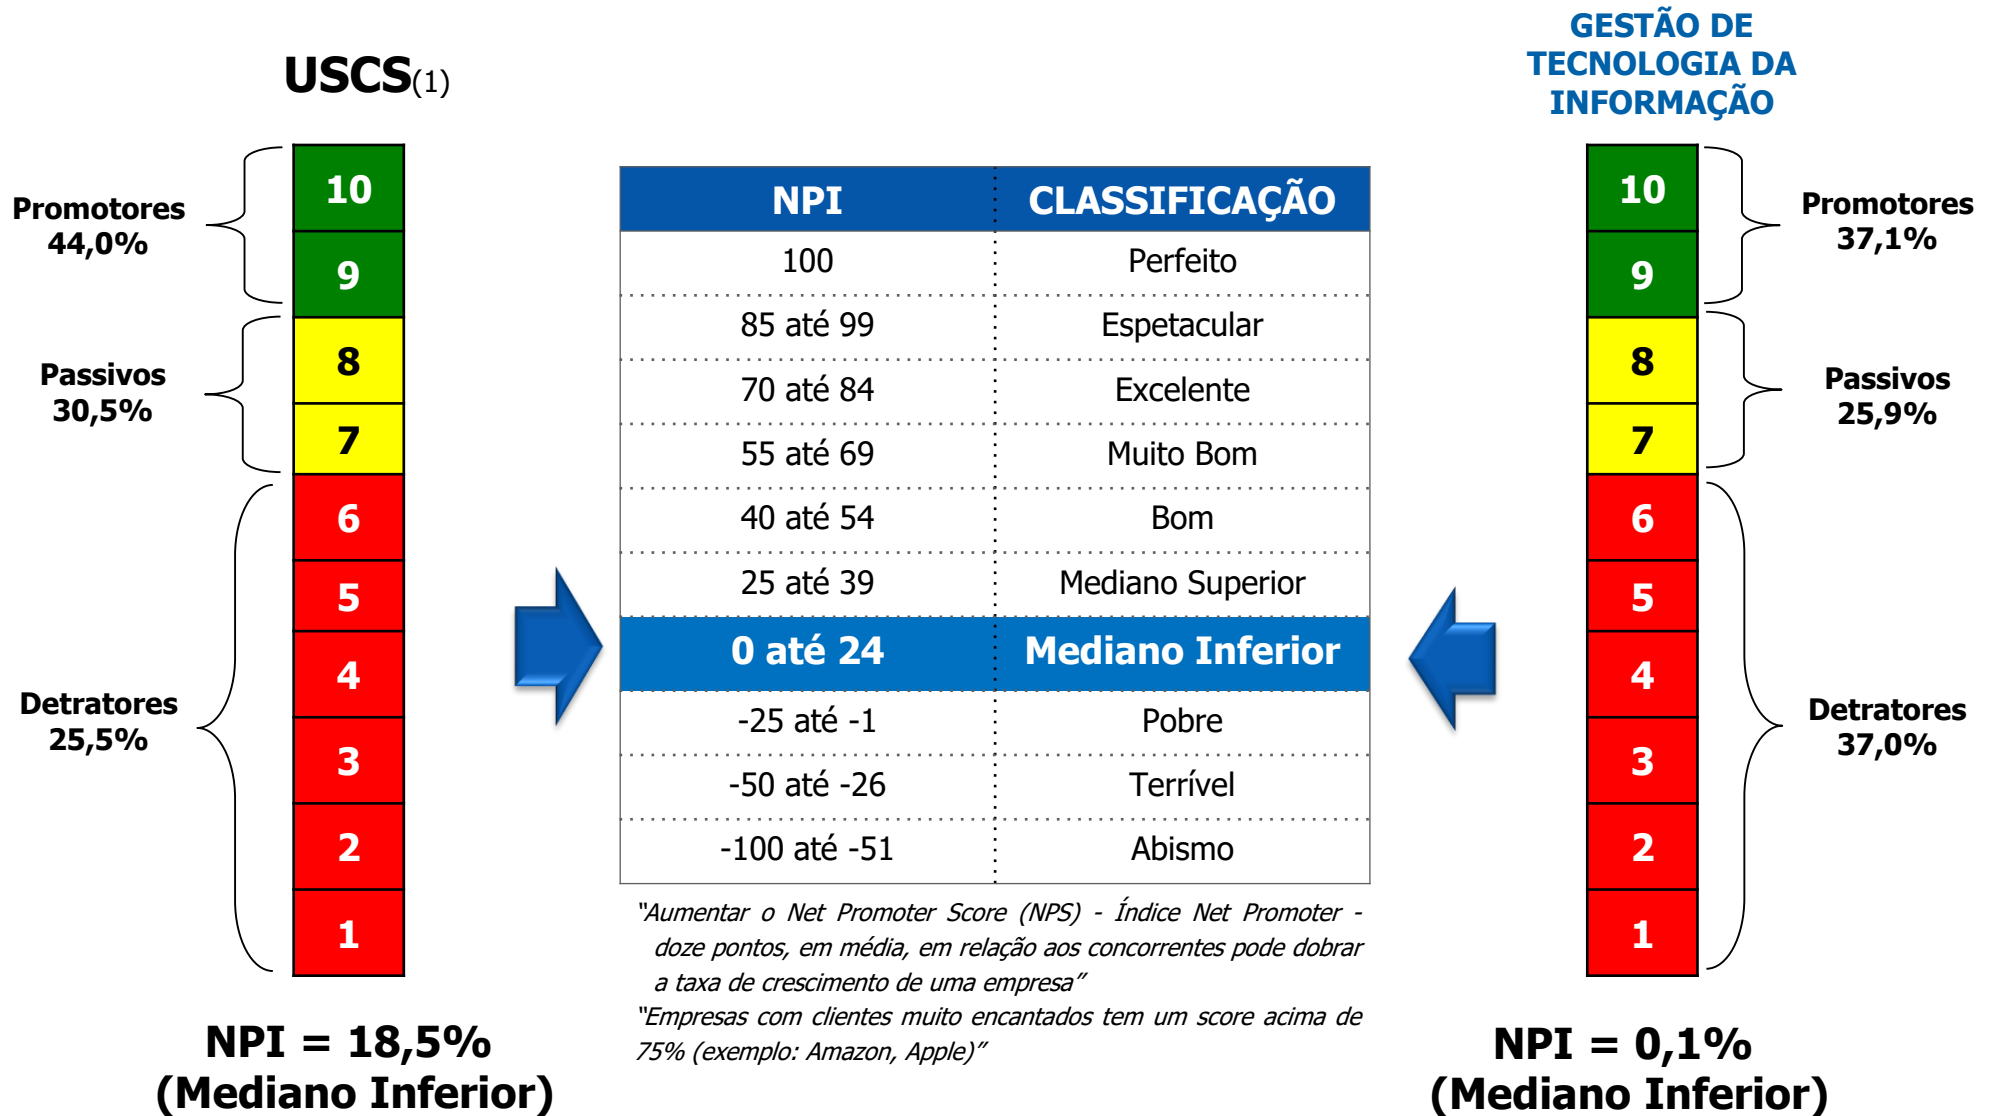 USCS(1)
Promotores
44,0%
Passivos
30,5%
Detratores
25,5%
10
9
8
7
6
5
4
3
2
1
NPI = 18,5%
(Mediano Inferior)
NPI CLASSIFICAÇÃO
100 Perfeito
85 até 99 Espetacular
70 até 84 Excelente
55 até 69 Muito Bom
40 até 54 Bom
25 até 39 Mediano Superior
0 até 24 Mediano Inferior
-25 até -1 Pobre
-50 até -26 Terrível
-100 até -51 Abismo
“Aumentar o Net Promoter Score (NPS) - Índice Net Promoter -
doze pontos, em média, em relação aos concorrentes pode dobrar
a taxa de crescimento de uma empresa”
“Empresas com clientes muito encantados tem um score acima de
75% (exemplo: Amazon, Apple)”
GESTÃO DE
TECNOLOGIA DA
INFORMAÇÃO
10
9
8
7
6
5
4
3
2
1
Promotores
37,1%
Passivos
25,9%
Detratores
37,0%
NPI = 0,1%
(Mediano Inferior)